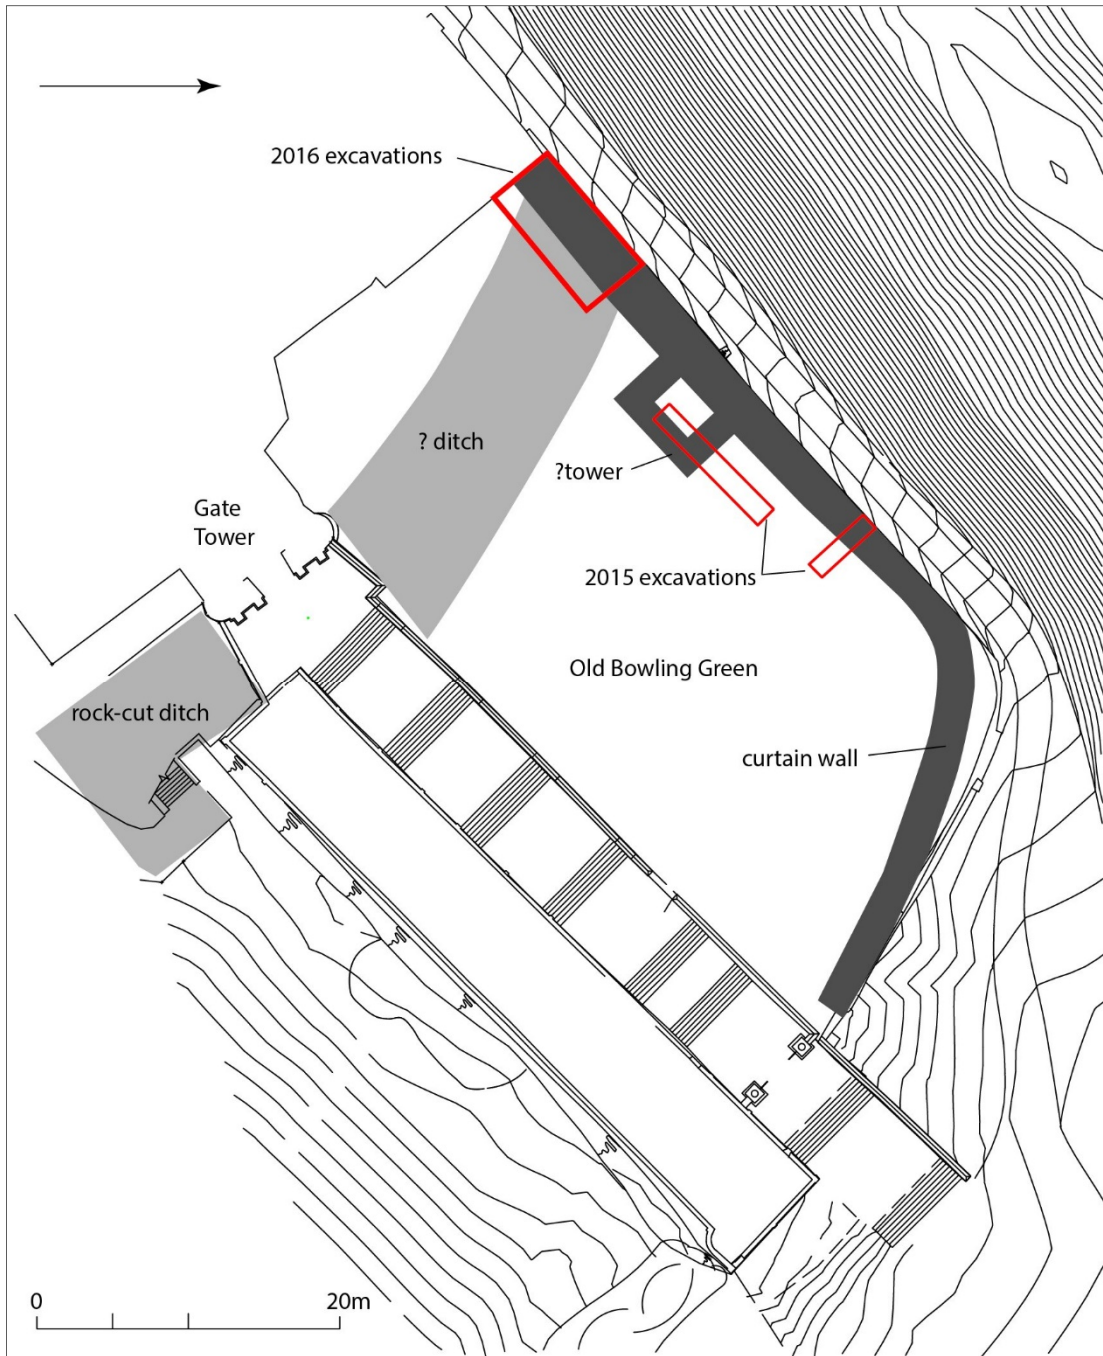 2016 excavations
? ditch
?tower
Gate
Tower
2015 excavations
Old Bowling Green
rock-cut ditch
curtain wall
0
20m